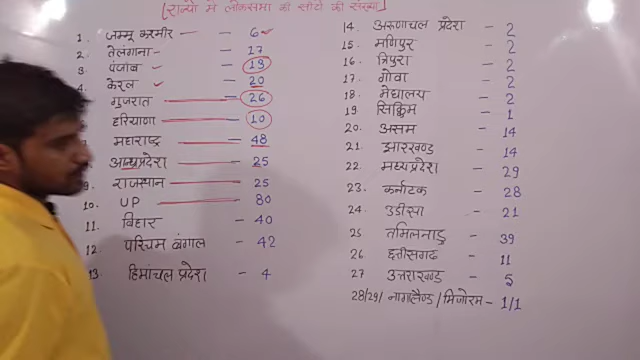 [राज्यो में लोकसभा की सीटों की संख्या]
1. जम्मू कश्मीर — – 6
2. तेलंगाना – – 17
3 पंजाब – 13
4. केरल – 20
गुजरात – 26
हरियाणा – 10
महाराष्ट्र – 48
आन्ध्रप्रदेश – 25
9. राजस्थान – 25
10. UP – 80
11. बिहार – 40
12. पश्चिम बंगाल – 42
13. हिमांचल प्रदेश – 4
14. अरुणाचल प्रदेश – 2
15. मणिपुर – 2
16. त्रिपुरा – 2
17. गोवा – 2
18. मेघालय – 2
19. सिक्किम – 1
20. असम – 14
21. झारखण्ड – 14
22. मध्यप्रदेश – 29
23. कर्नाटक – 28
24. उड़ीसा – 21
25 तमिलनाडु – 39
26 छत्तीसगढ – 11
27 उत्तराखण्ड – 5
28/29/ नागालैण्ड/मिजोरम – 1/1